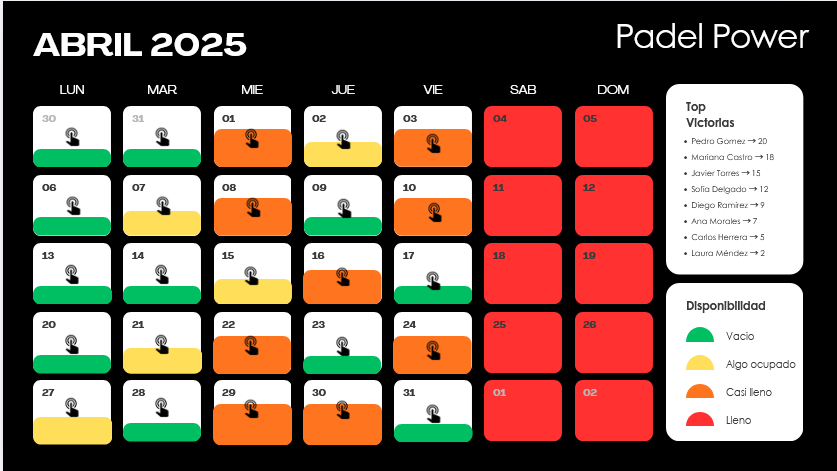 ABRIL 2025
Padel Power
LUN MAR MIE JUE VIE SAB DOM
30 31 01 02 03 04 05
06 07 08 09 10 11 12
13 14 15 16 17 18 19
20 21 22 23 24 25 26
27 28 29 30 31 01 02
Top
Victorias
• Pedro Gomez → 20
• Mariana Castro → 18
• Javier Torres → 15
• Sofía Delgado → 12
• Diego Ramírez → 9
• Ana Morales → 7
• Carlos Herrera → 5
• Laura Méndez → 2
Disponibilidad
Vacio
Algo ocupado
Casi lleno
Lleno